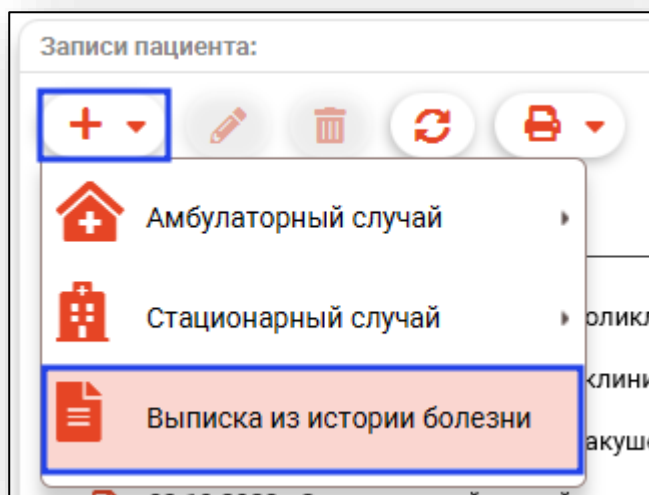 Записи пациента:
Амбулаторный случай
Стационарный случай
Выписка из истории болезни